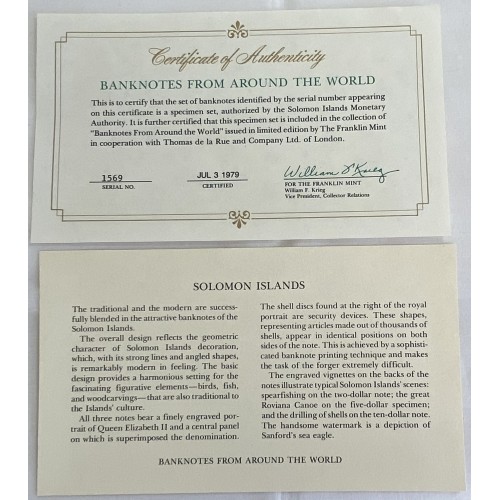 Certificate of Authenticity
BANKNOTES FROM AROUND THE WORLD
This is to certify that the set of banknotes identified by the serial number appearing
on this certificate is a specimen set, authorized by the Solomon Islands Monetary
Authority. It is further certified that this specimen set is included in the collection of
"Banknotes From Around the World" issued in limited edition by The Franklin Mint
in cooperation with Thomas de la Rue and Company Ltd. of London.
1569
SERIAL NO.
JUL 3 1979
CERTIFIED
William F Krieg
FOR THE FRANKLIN MINT
William F. Krieg
Vice President, Collector Relations
SOLOMON ISLANDS
The traditional and the modern are success-
fully blended in the attractive banknotes of the
Solomon Islands.
The overall design reflects the geometric
character of Solomon Islands decoration,
which, with its strong lines and angled shapes,
is remarkably modern in feeling. The basic
design provides a harmonious setting for the
fascinating figurative elements—birds, fish,
and woodcarvings—that are also traditional to
the Islands' culture.
All three notes bear a finely engraved por-
trait of Queen Elizabeth II and a central panel
on which is superimposed the denomination.
The shell discs found at the right of the royal
portrait are security devices. These shapes,
representing articles made out of thousands of
shells, appear in identical positions on both
sides of the note. This is achieved by a sophisti-
cated banknote printing technique and makes
the task of the forger extremely difficult.
The engraved vignettes on the backs of the
notes illustrate typical Solomon Islands' scenes:
spearfishing on the two-dollar note; the great
Roviana Canoe on the five-dollar specimen;
and the drilling of shells on the ten-dollar note.
The handsome watermark is a depiction of
Sanford's sea eagle.
BANKNOTES FROM AROUND THE WORLD